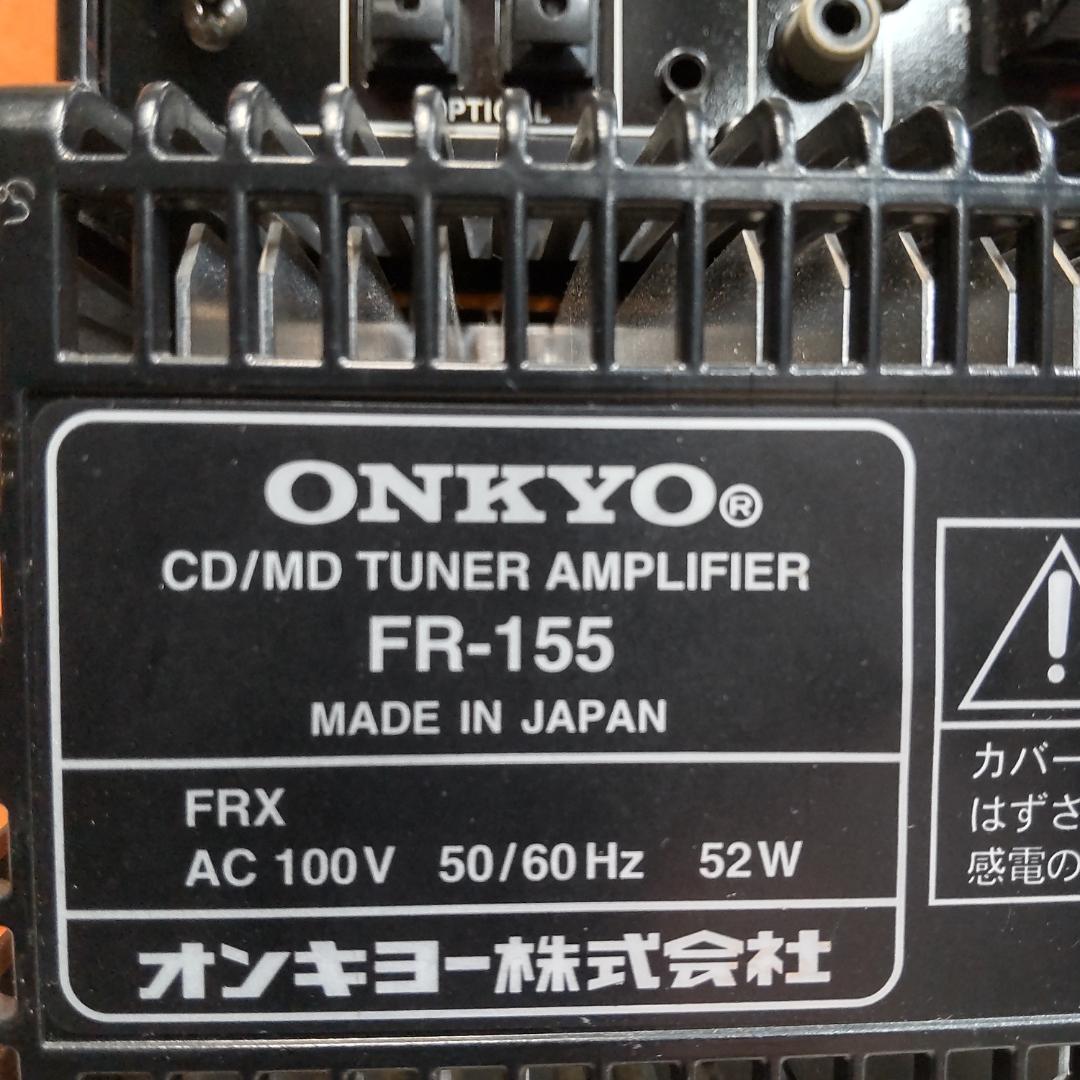 OPTICAL
R
ONKYO®
CD/MD TUNER AMPLIFIER
FR-155
MADE IN JAPAN
FRX
AC 100V 50/60Hz 52W
オンキヨー株式会社
カバー
はずさ
感電の